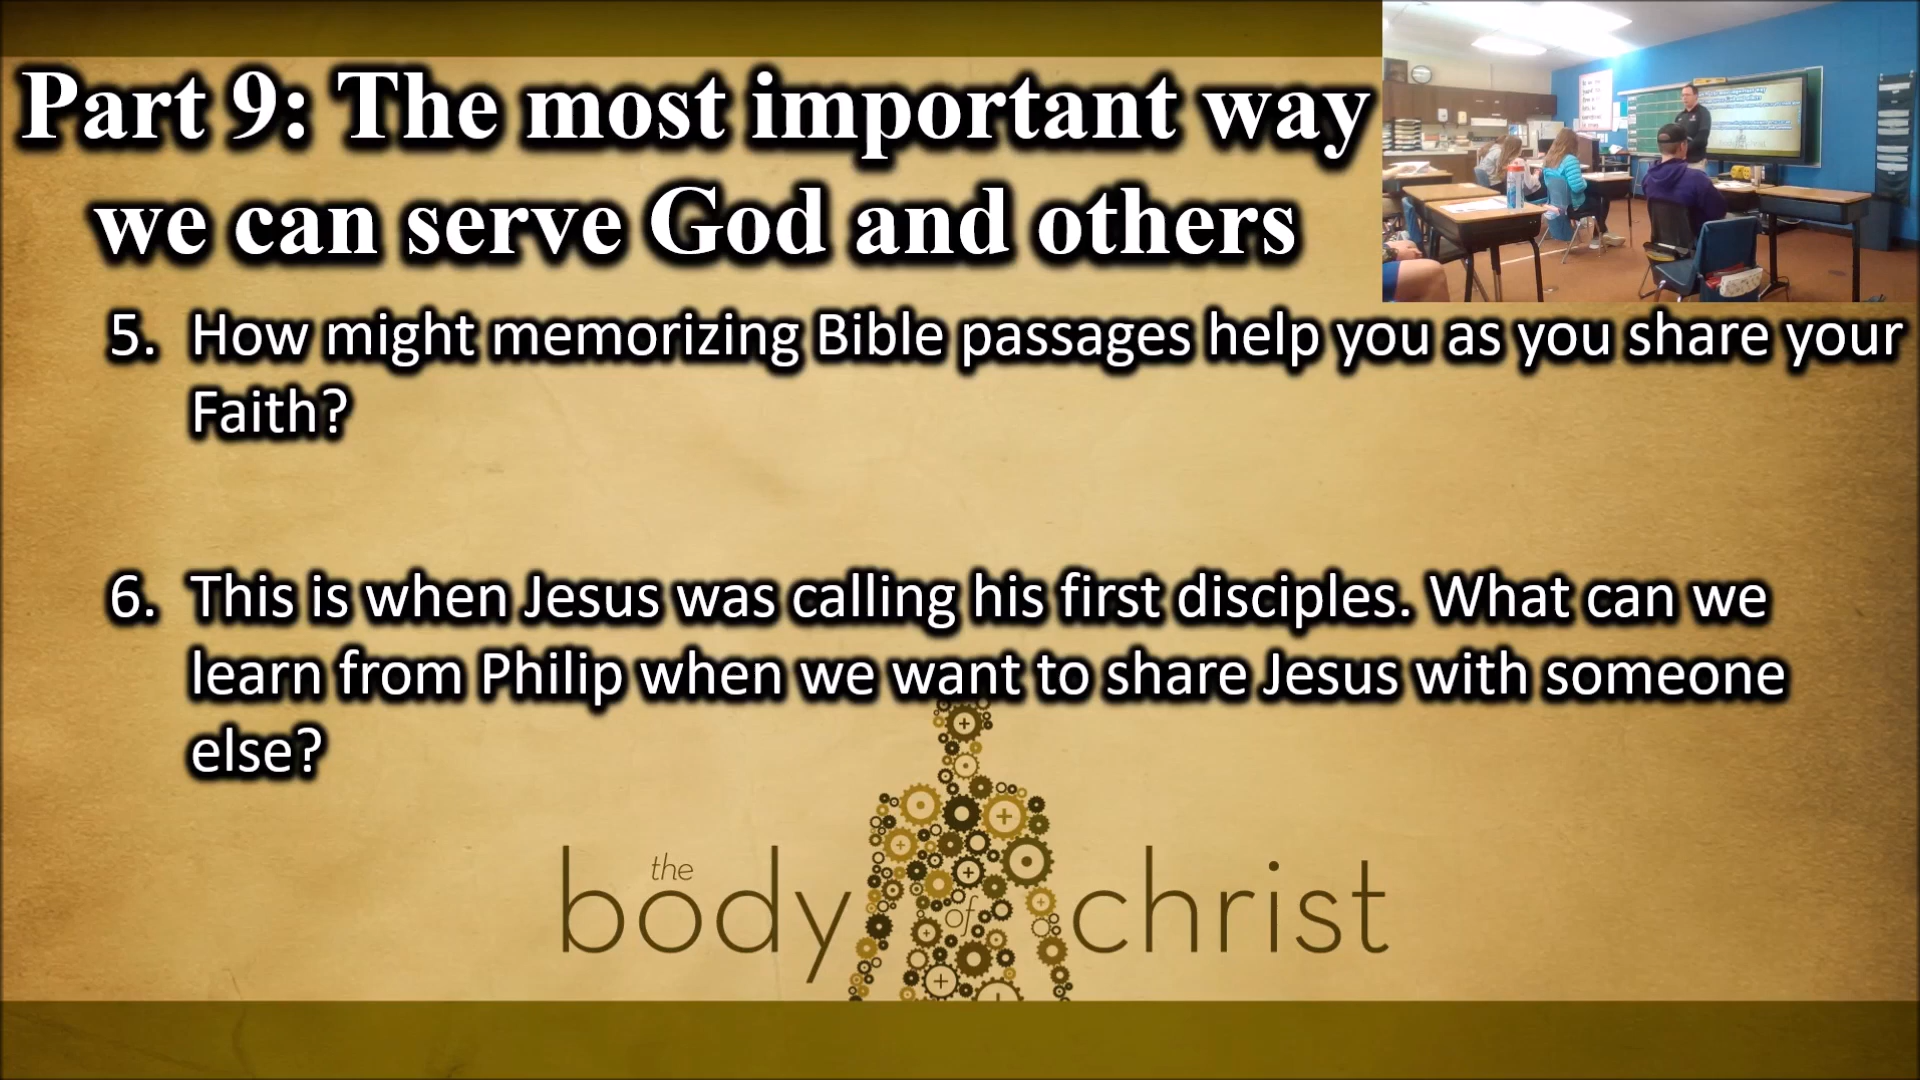 Part 9: The most important way
we can serve God and others
5. How might memorizing Bible passages help you as you share your
Faith?
6. This is when Jesus was calling his first disciples. What can we
learn from Philip when we want to share Jesus with someone
else?
the
body of christ